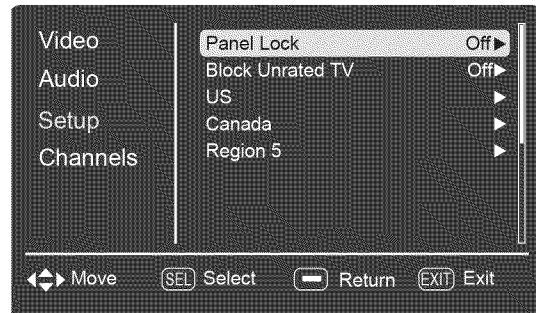 Video
Audio
Setup
Channels
Panel Lock Off
Block Unrated TV Off
US
Canada
Region 5
Move SEL Select Return EXIT Exit